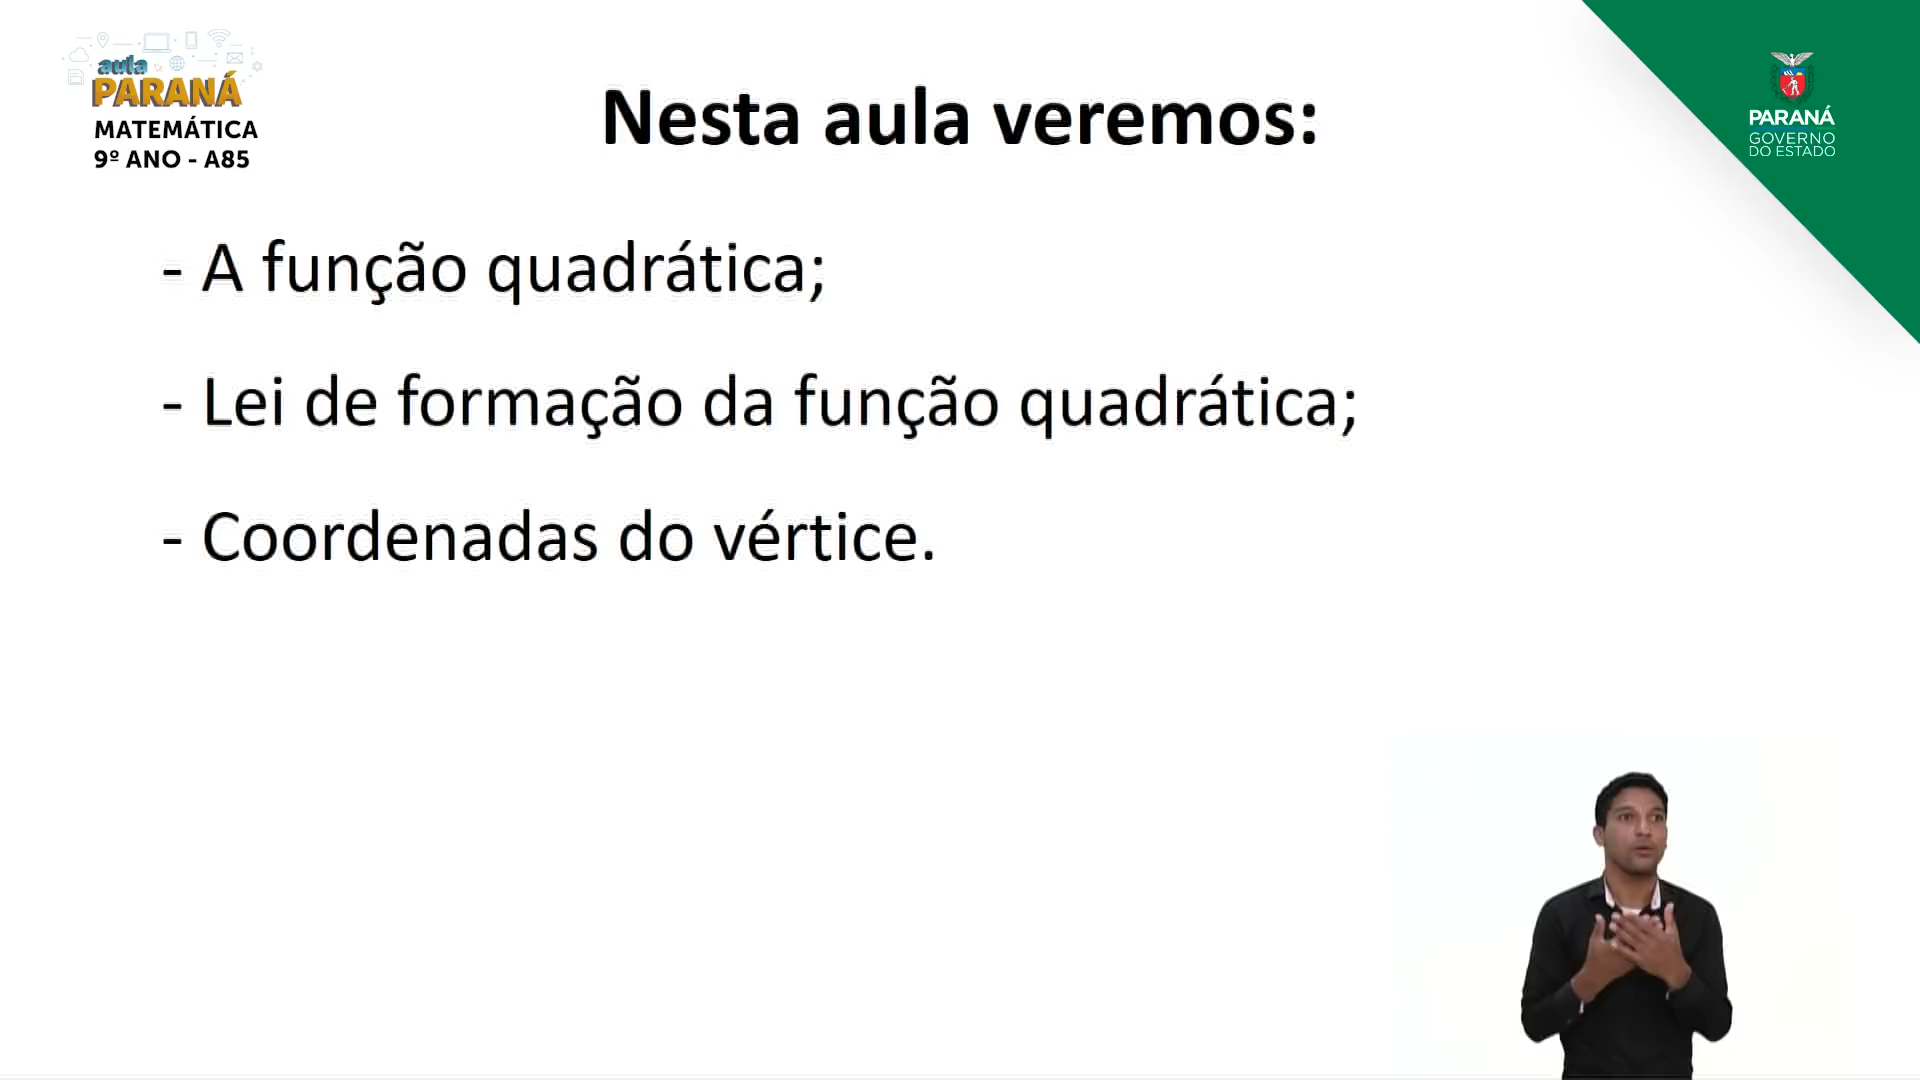 aula
PARANÁ
MATEMÁTICA
9º ANO - A85
Nesta aula veremos:
PARANÁ
GOVERNO
DO ESTADO
- A função quadrática;
- Lei de formação da função quadrática;
- Coordenadas do vértice.